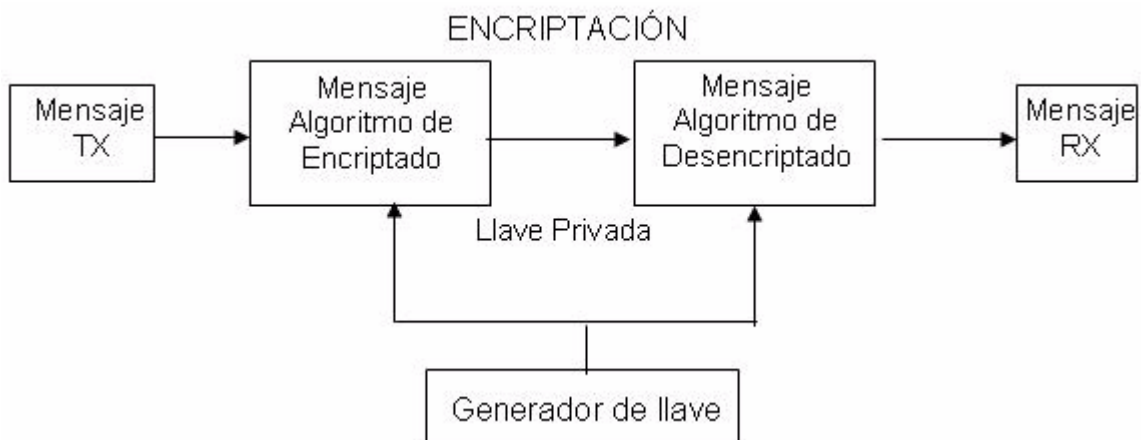 ENCRIPTACIÓN
Mensaje
TX
Mensaje
Algoritmo de
Encriptado
Mensaje
Algoritmo de
Desencriptado
Mensaje
RX
Llave Privada
Generador de llave